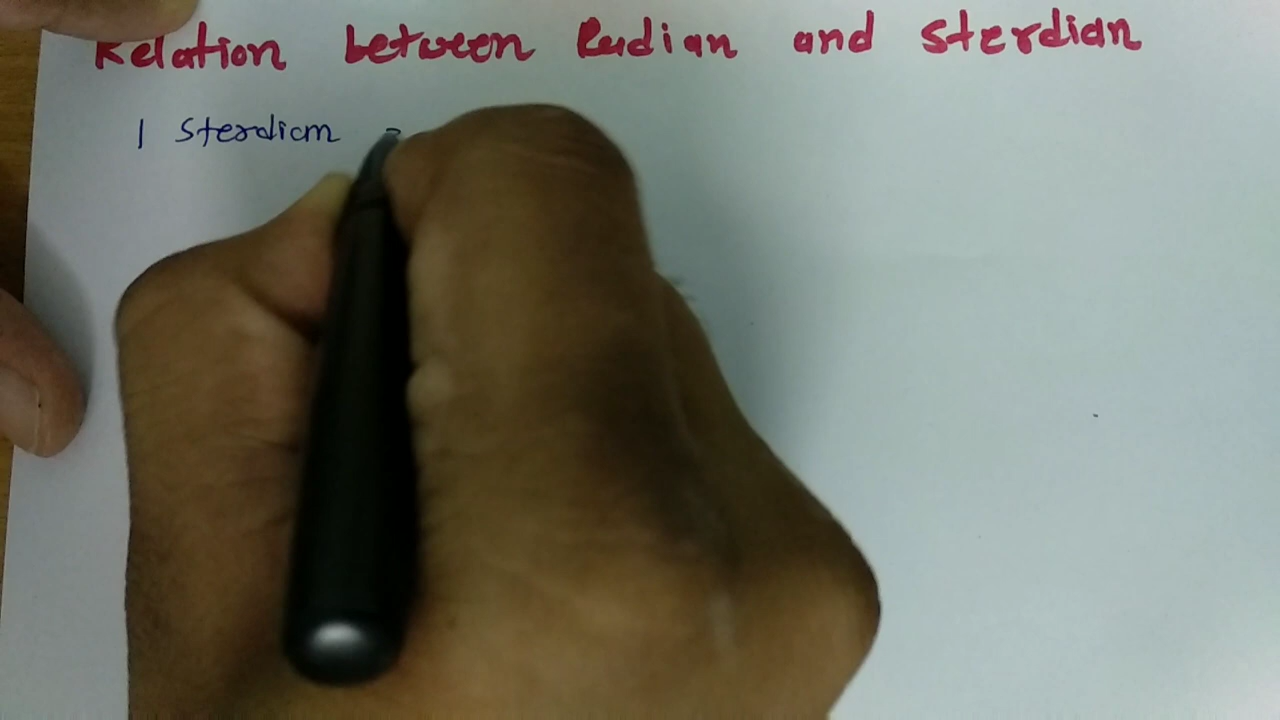 Relation between Radian and sterdian
1 sterdian =